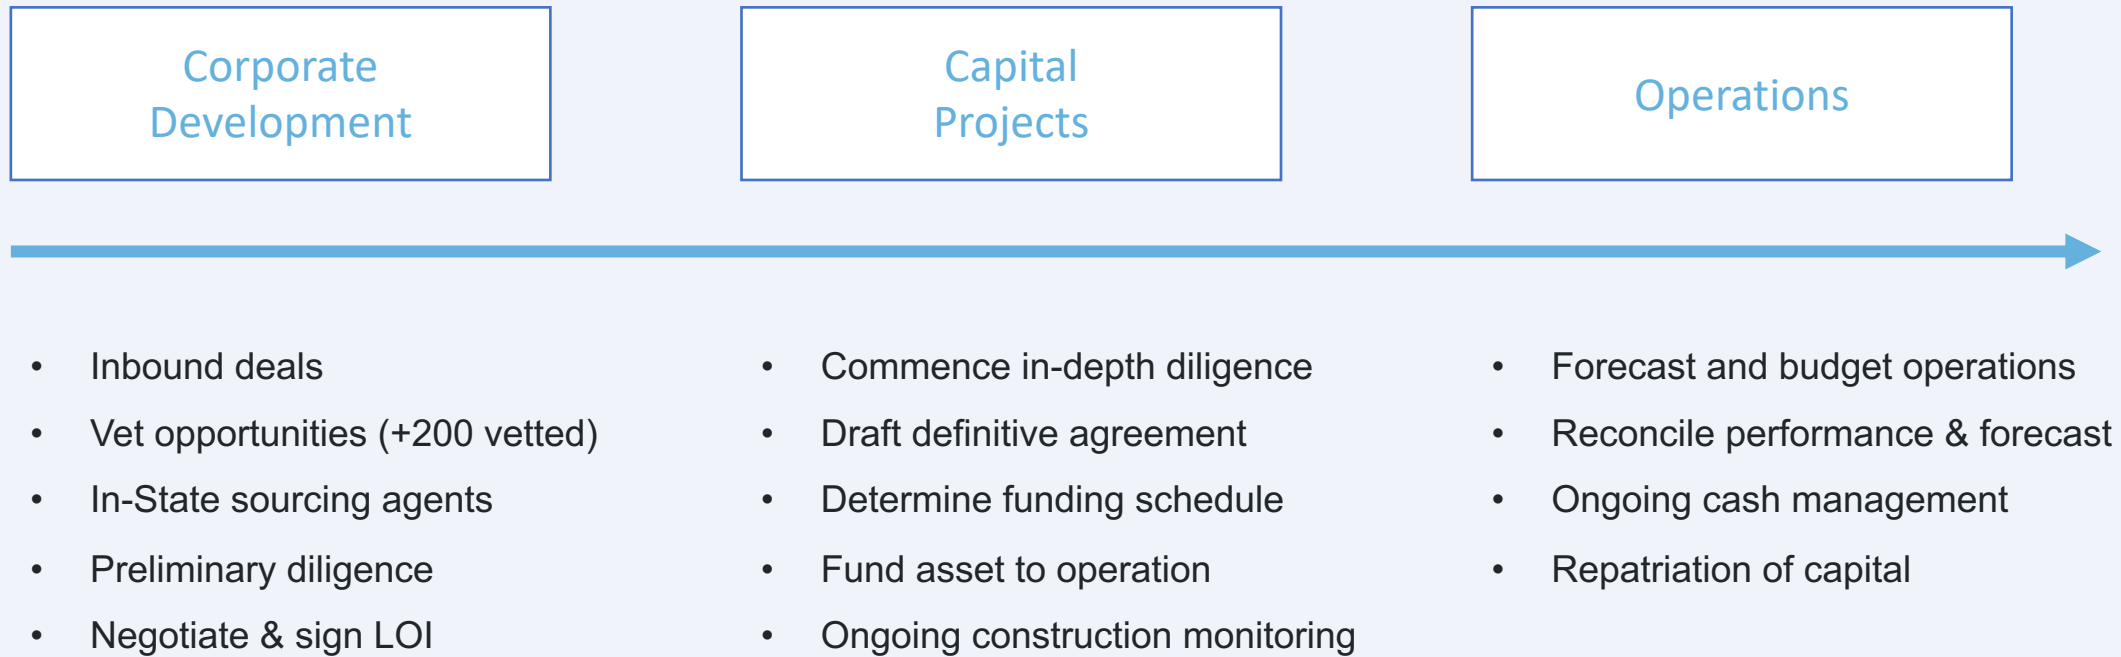 Corporate
Development
Capital
Projects
Operations
• Inbound deals
• Vet opportunities (+200 vetted)
• In-State sourcing agents
• Preliminary diligence
• Negotiate & sign LOI
• Commence in-depth diligence
• Draft definitive agreement
• Determine funding schedule
• Fund asset to operation
• Ongoing construction monitoring
• Forecast and budget operations
• Reconcile performance & forecast
• Ongoing cash management
• Repatriation of capital